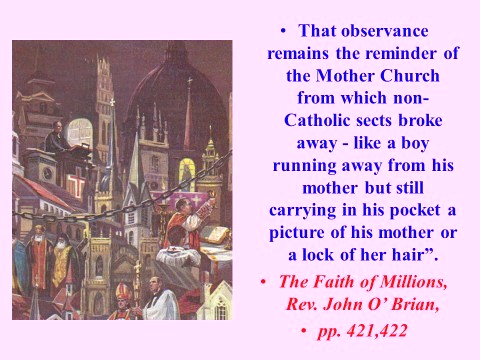 • That observance
remains the reminder of
the Mother Church
from which non-
Catholic sects broke
away - like a boy
running away from his
mother but still
carrying in his pocket a
picture of his mother or
a lock of her hair”.
• The Faith of Millions,
Rev. John O’ Brian,
• pp. 421,422